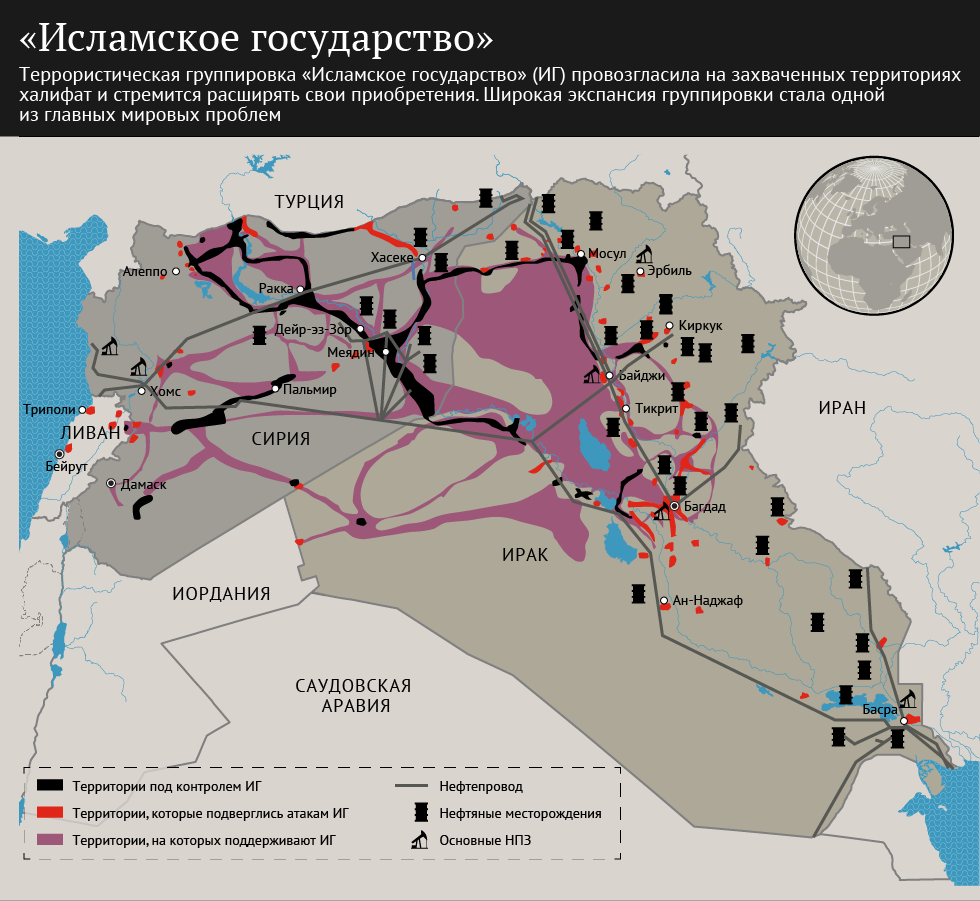 «Исламское государство»
Террористическая группировка «Исламское государство» (ИГ) провозгласила на захваченных территориях
халифат и стремится расширять свои приобретения. Широкая экспансия группировки стала одной
из главных мировых проблем
ТУРЦИЯ
Хасеке
Мосул
Алеппо
Эрбиль
Ракка
Дейр-эз-Зор
Киркук
Меядин
Байджи
Хомс
Пальмир
Триполи
Тикрит
ИРАН
ЛИВАН
СИРИЯ
Бейрут
Дамаск
Багдад
ИРАК
ИОРДАНИЯ
Ан-Наджаф
САУДОВСКАЯ
АРАВИЯ
Басра
Территории под контролем ИГ
Нефтепровод
Территории, которые подверглись атакам ИГ
Нефтяные месторождения
Территории, на которых поддерживают ИГ
Основные НПЗ